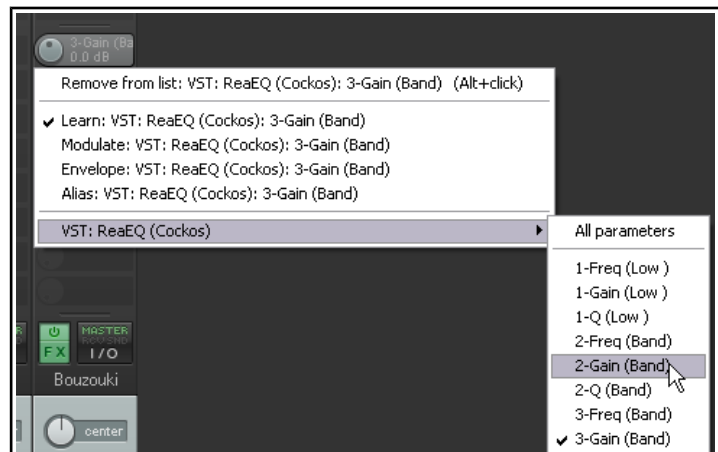 3-Gain (Ba
0.0 dB
Remove from list: VST: ReaEQ (Cockos): 3-Gain (Band) (Alt+click)
Learn: VST: ReaEQ (Cockos): 3-Gain (Band)
Modulate: VST: ReaEQ (Cockos): 3-Gain (Band)
Envelope: VST: ReaEQ (Cockos): 3-Gain (Band)
Alias: VST: ReaEQ (Cockos): 3-Gain (Band)
VST: ReaEQ (Cockos)
All parameters
1-Freq (Low )
1-Gain (Low )
1-Q (Low )
2-Freq (Band)
2-Gain (Band)
2-Q (Band)
3-Freq (Band)
3-Gain (Band)
MASTER
RCV SND
FX
I/O
Bouzouki
center